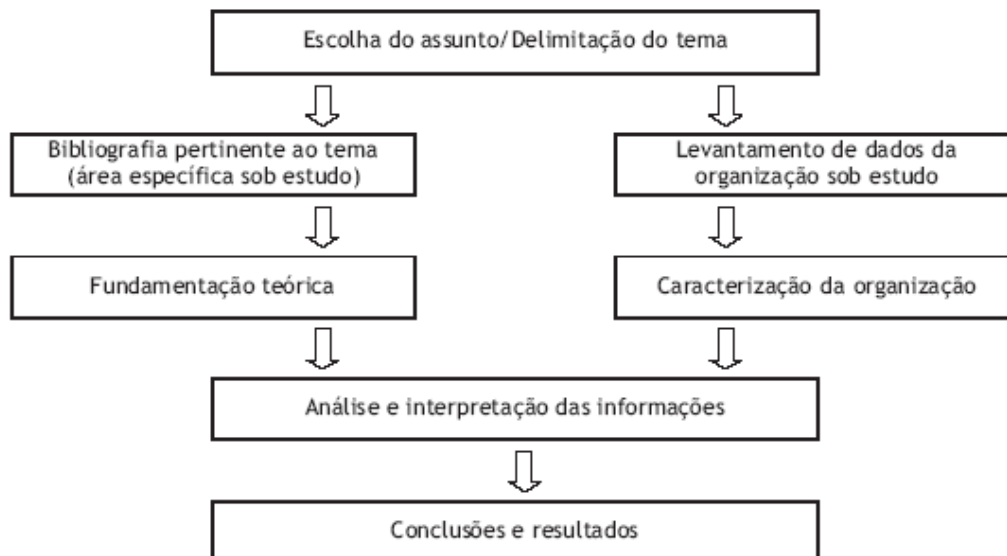 Escolha do assunto/Delimitação do tema
Bibliografia pertinente ao tema
(área específica sob estudo)
Levantamento de dados da
organização sob estudo
Fundamentação teórica
Caracterização da organização
Análise e interpretação das informações
Conclusões e resultados